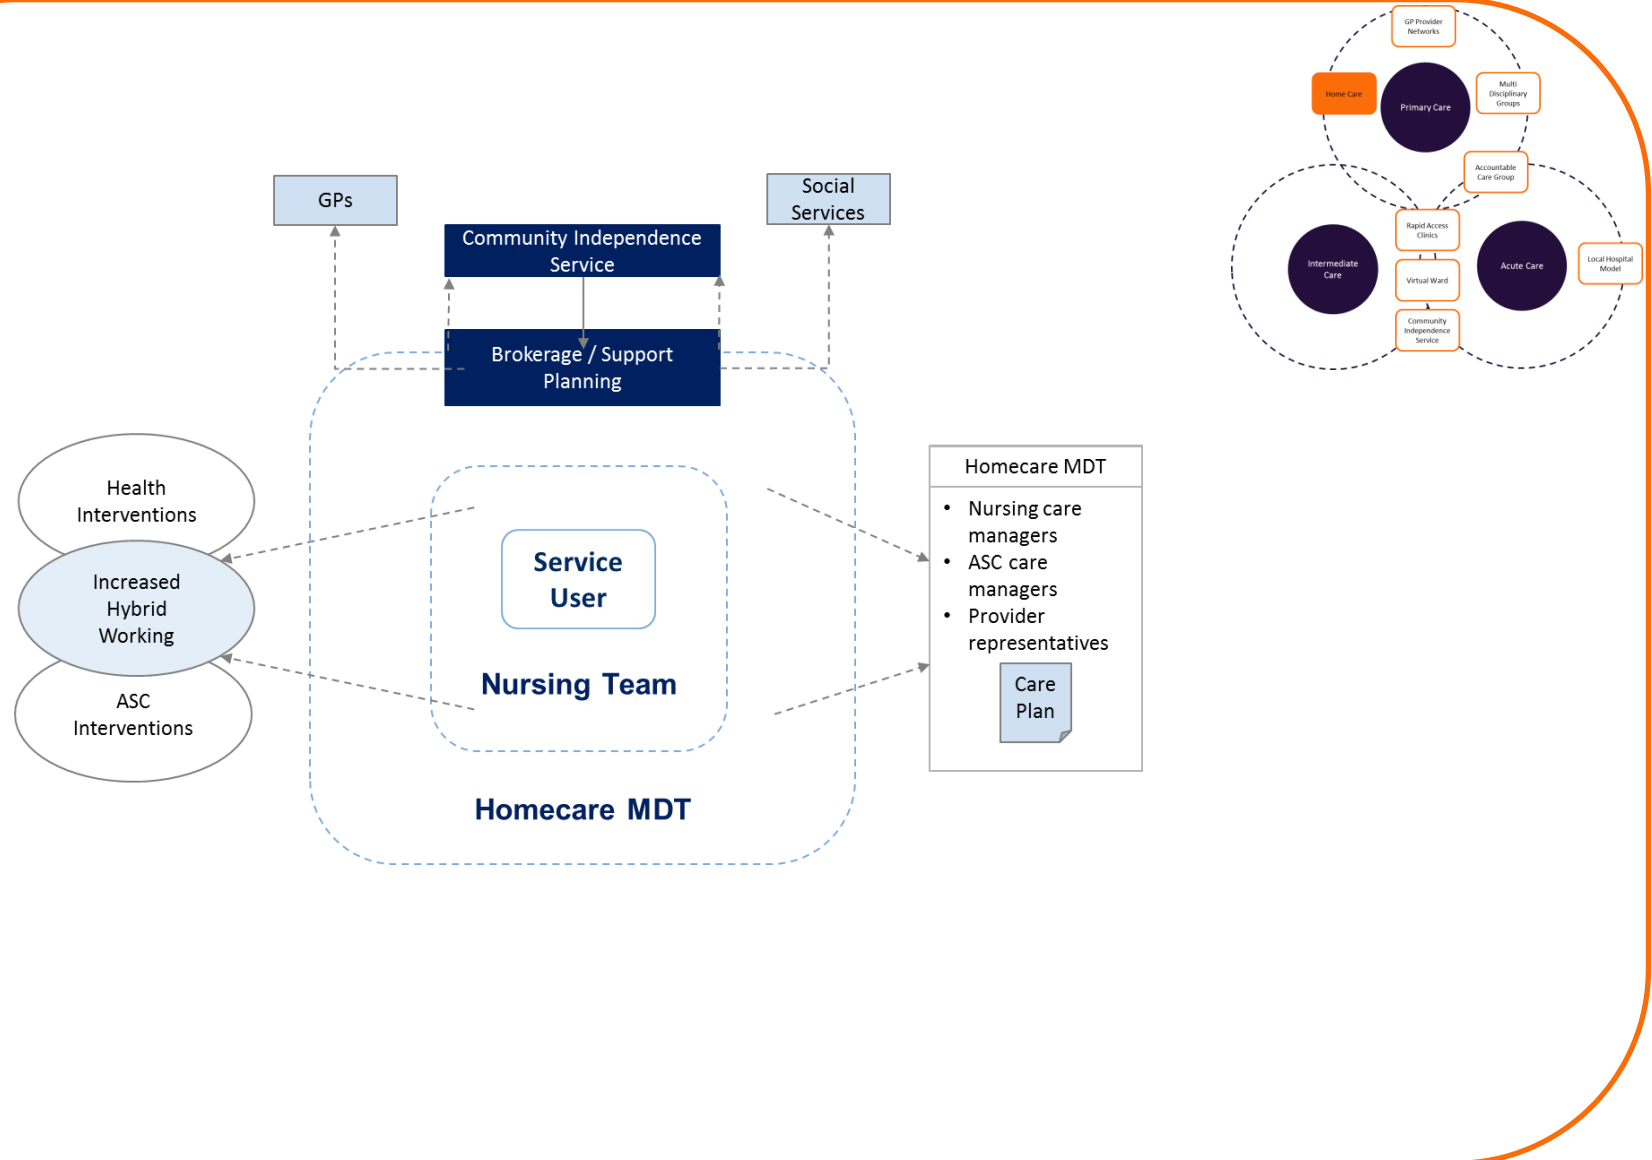 GP Provider
Networks
Home Care
Primary Care
Multi
Disciplinary
Groups
Accountable
Care Group
Rapid Access
Clinics
Intermediate
Care
Virtual Ward
Acute Care
Local Hospital
Model
Community
Independence
Service
GPs
Social
Services
Community Independence
Service
Brokerage / Support
Planning
Health
Interventions
Increased
Hybrid
Working
ASC
Interventions
Service
User
Nursing Team
Homecare MDT
Homecare MDT
• Nursing care
managers
• ASC care
managers
• Provider
representatives
Care
Plan